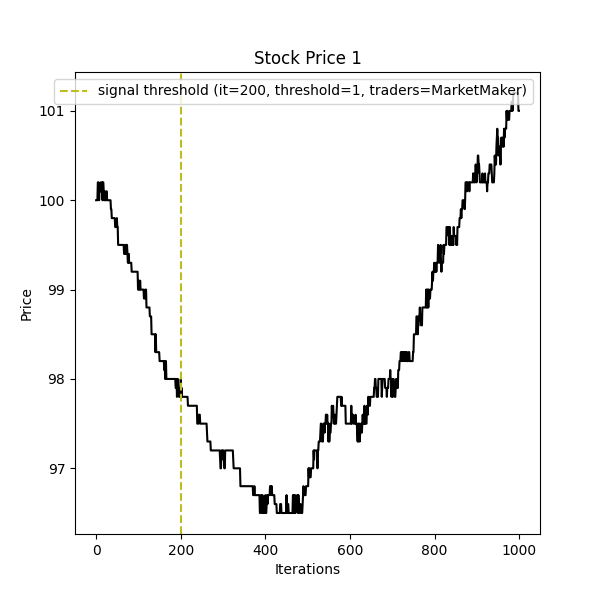 Stock Price 1
signal threshold (it=200, threshold=1, traders=MarketMaker)
101
100
99
98
97
Price
0 200 400 600 800 1000
Iterations